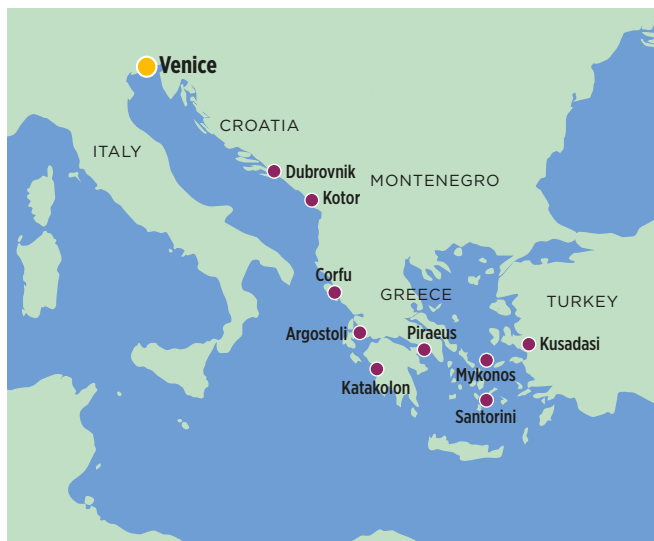 Venice
CROATIA
ITALY
Dubrovnik
MONTENEGRO
Kotor
Corfu
GREECE
TURKEY
Argostoli
Piraeus
Kusadasi
Mykonos
Katakolon
Santorini